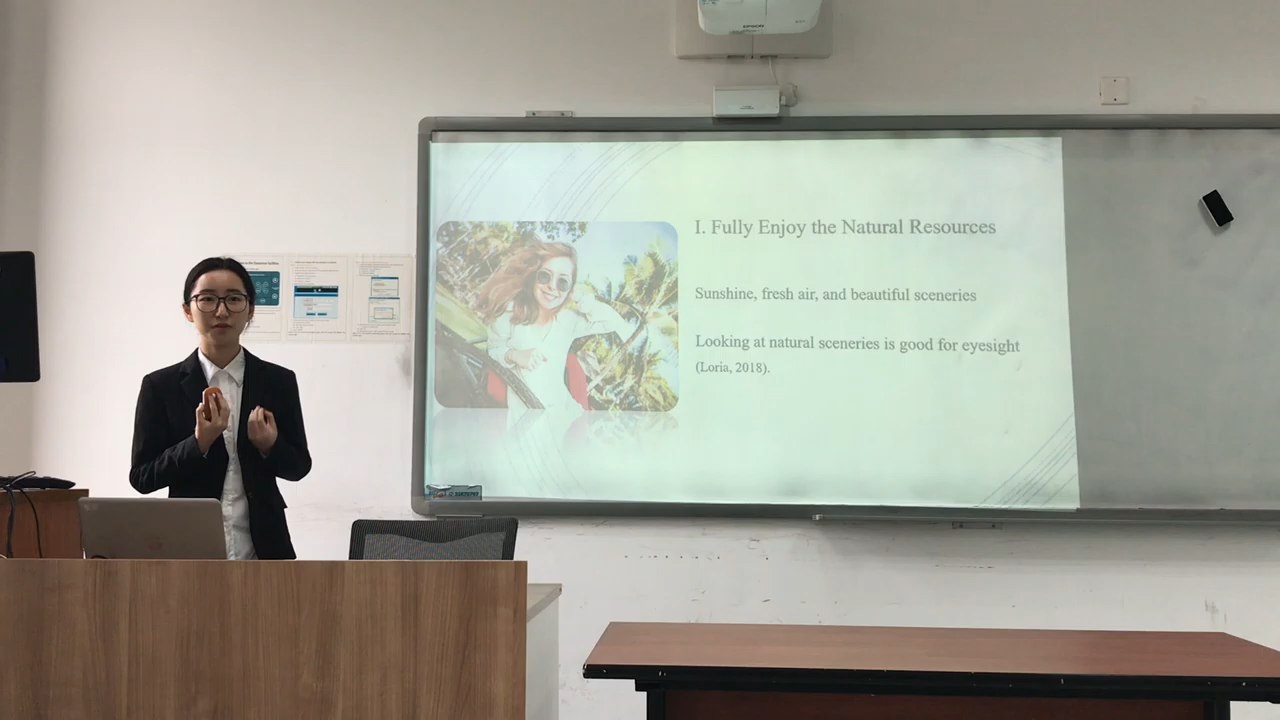 EPSON
I. Fully Enjoy the Natural Resources
Sunshine, fresh air, and beautiful sceneries
Looking at natural sceneries is good for eyesight
(Loria, 2018).